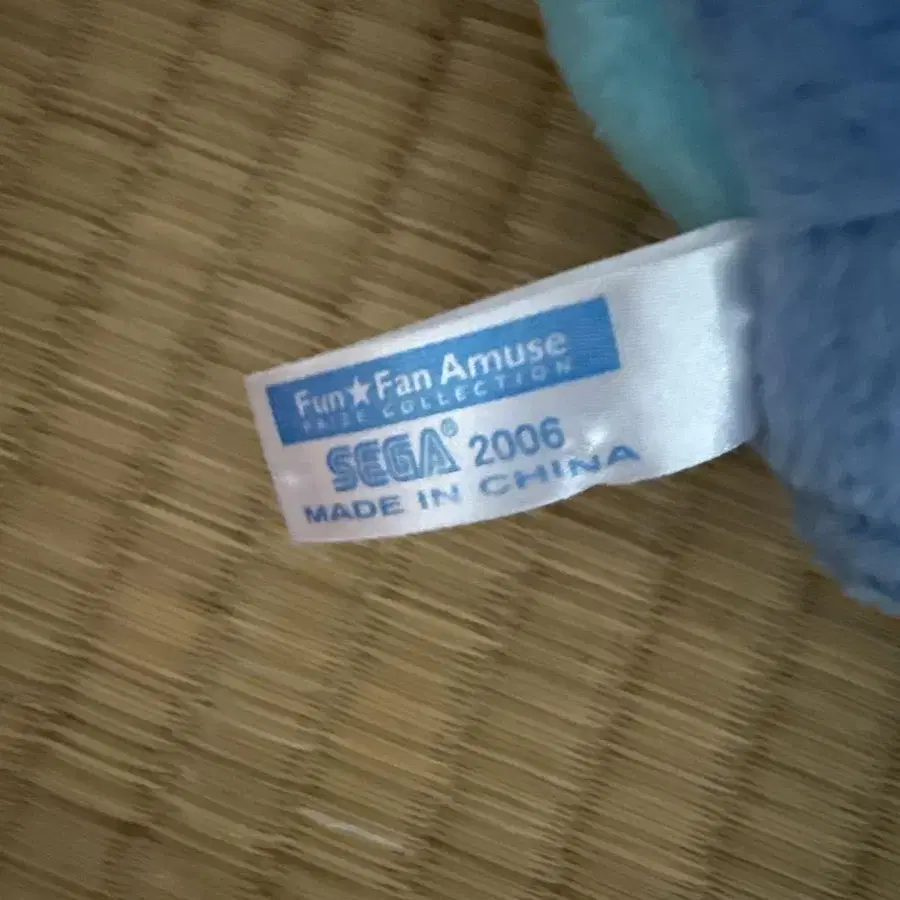 Fun★Fan Amuse
PRIZE COLLECTION
SEGA® 2006
MADE IN CHINA